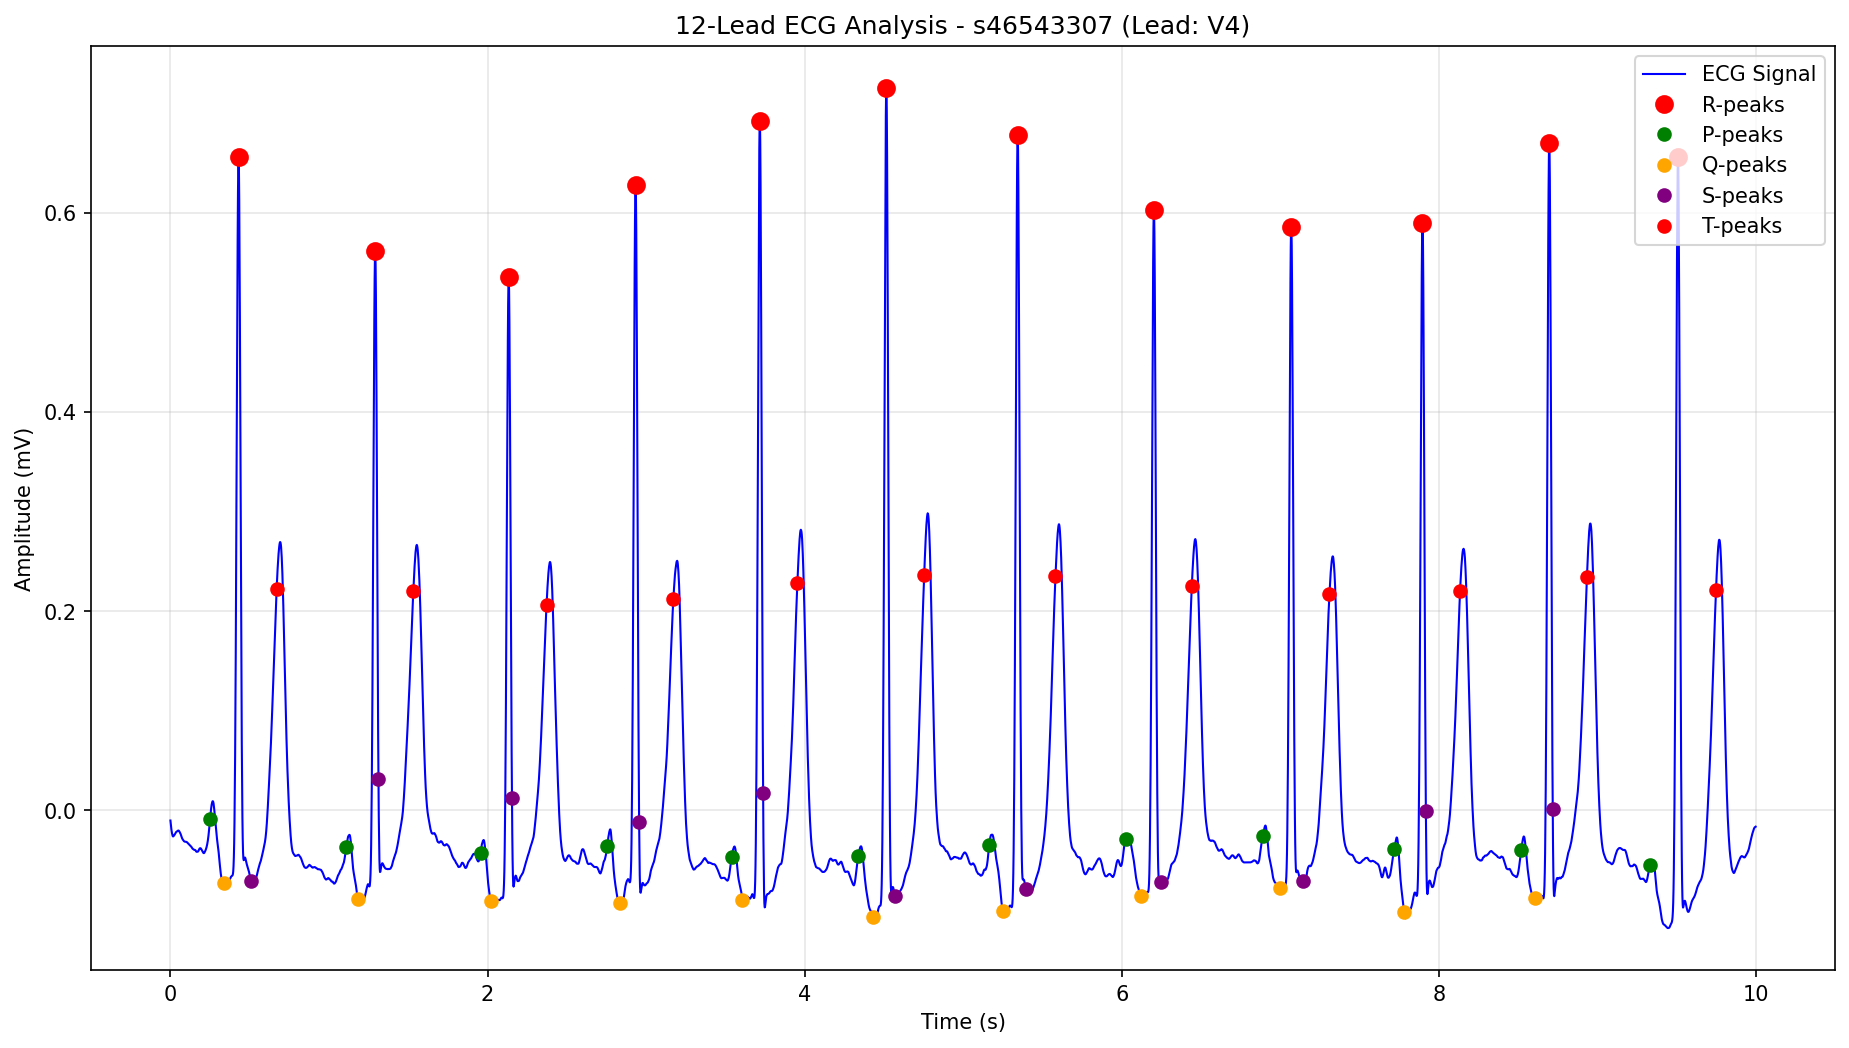 12-Lead ECG Analysis - s46543307 (Lead: V4)
ECG Signal
R-peaks
P-peaks
Q-peaks
S-peaks
T-peaks
Amplitude (mV)
0.6
0.4
0.2
0.0
0 2 4 6 8 10
Time (s)